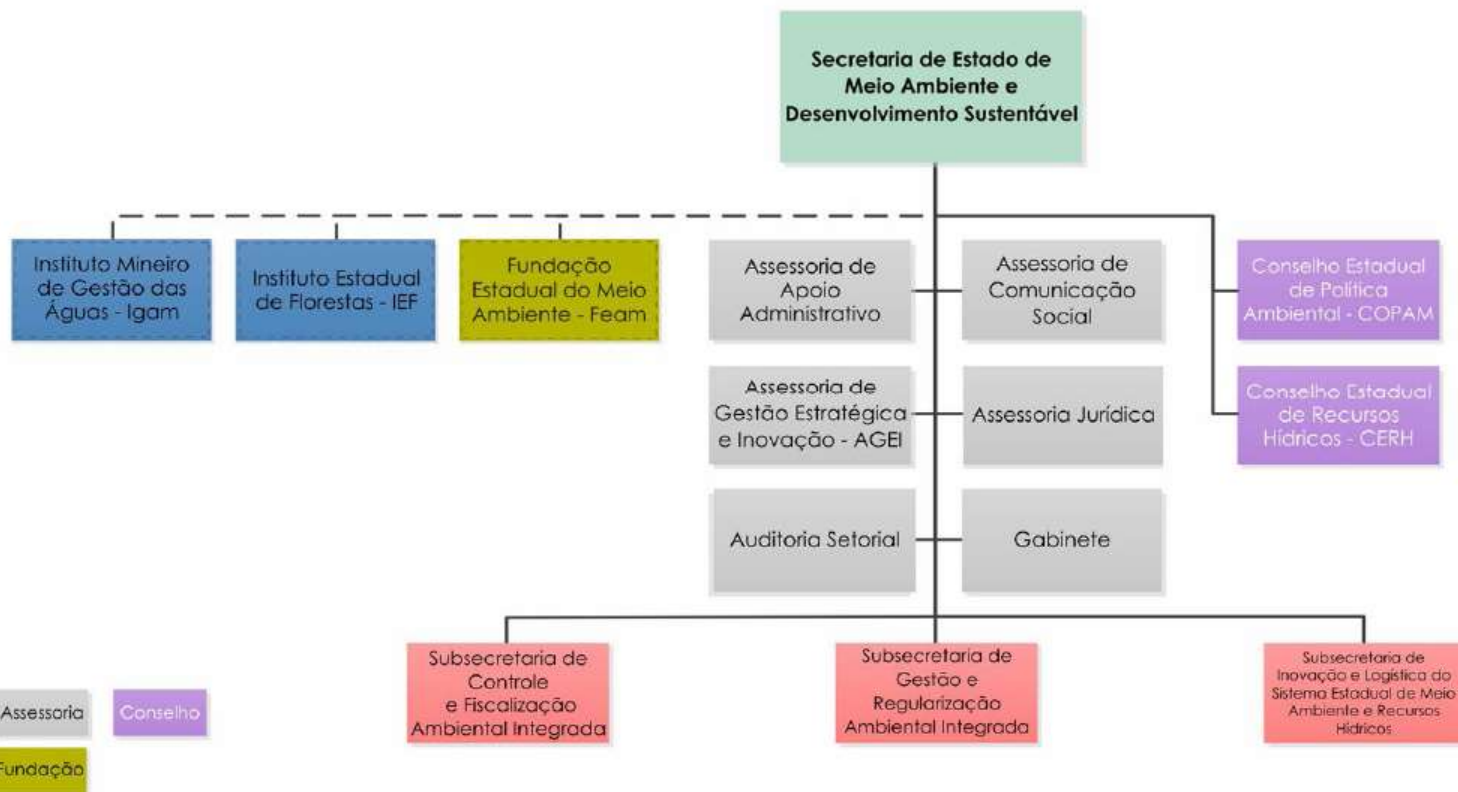 Secretaria de Estado de
Meio Ambiente e
Desenvolvimento Sustentável
Instituto Mineiro
de Gestão das
Águas - Igam
Instituto Estadual
de Florestas - IEF
Fundação
Estadual do Meio
Ambiente - Feam
Assessoria de
Apoio
Administrativo
Assessoria de
Comunicação
Social
Conselho Estadual
de Política
Ambiental - COPAM
Assessoria de
Gestão Estratégica
e Inovação - AGEI
Assessoria Jurídica
Conselho Estadual
de Recursos
Hídricos - CERH
Auditoria Setorial
Gabinete
Subsecretaria de
Controle
e Fiscalização
Ambiental Integrada
Subsecretaria de
Gestão e
Regularização
Ambiental Integrada
Subsecretaria de
Inovação e Logística do
Sistema Estadual de Meio
Ambiente e Recursos
Hídricos
Assessoria
Conselho
Fundação